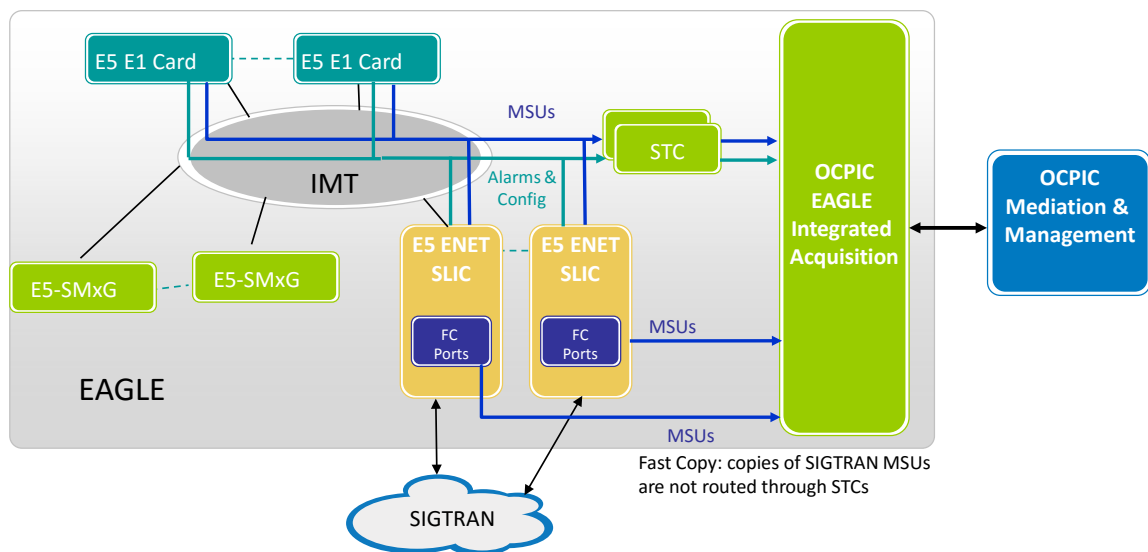 E5 E1 Card
E5 E1 Card
MSUs
STC
IMT
Alarms &
Config
OCPIC
EAGLE
Integrated
Acquisition
OCPIC
Mediation &
Management
E5-SMxG
E5-SMxG
E5 ENET
SLIC
E5 ENET
SLIC
FC
Ports
FC
Ports
MSUs
EAGLE
MSUs
Fast Copy: copies of SIGTRAN MSUs
are not routed through STCs
SIGTRAN